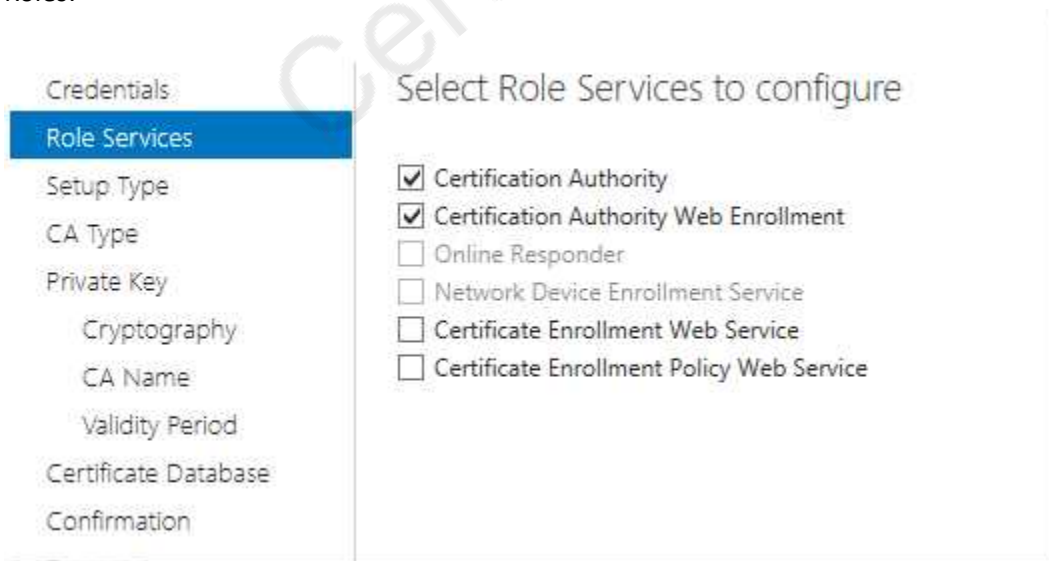 Credentials
Role Services
Setup Type
CA Type
Private Key
Cryptography
CA Name
Validity Period
Certificate Database
Confirmation
Select Role Services to configure
Certification Authority
Certification Authority Web Enrollment
Online Responder
Network Device Enrollment Service
Certificate Enrollment Web Service
Certificate Enrollment Policy Web Service